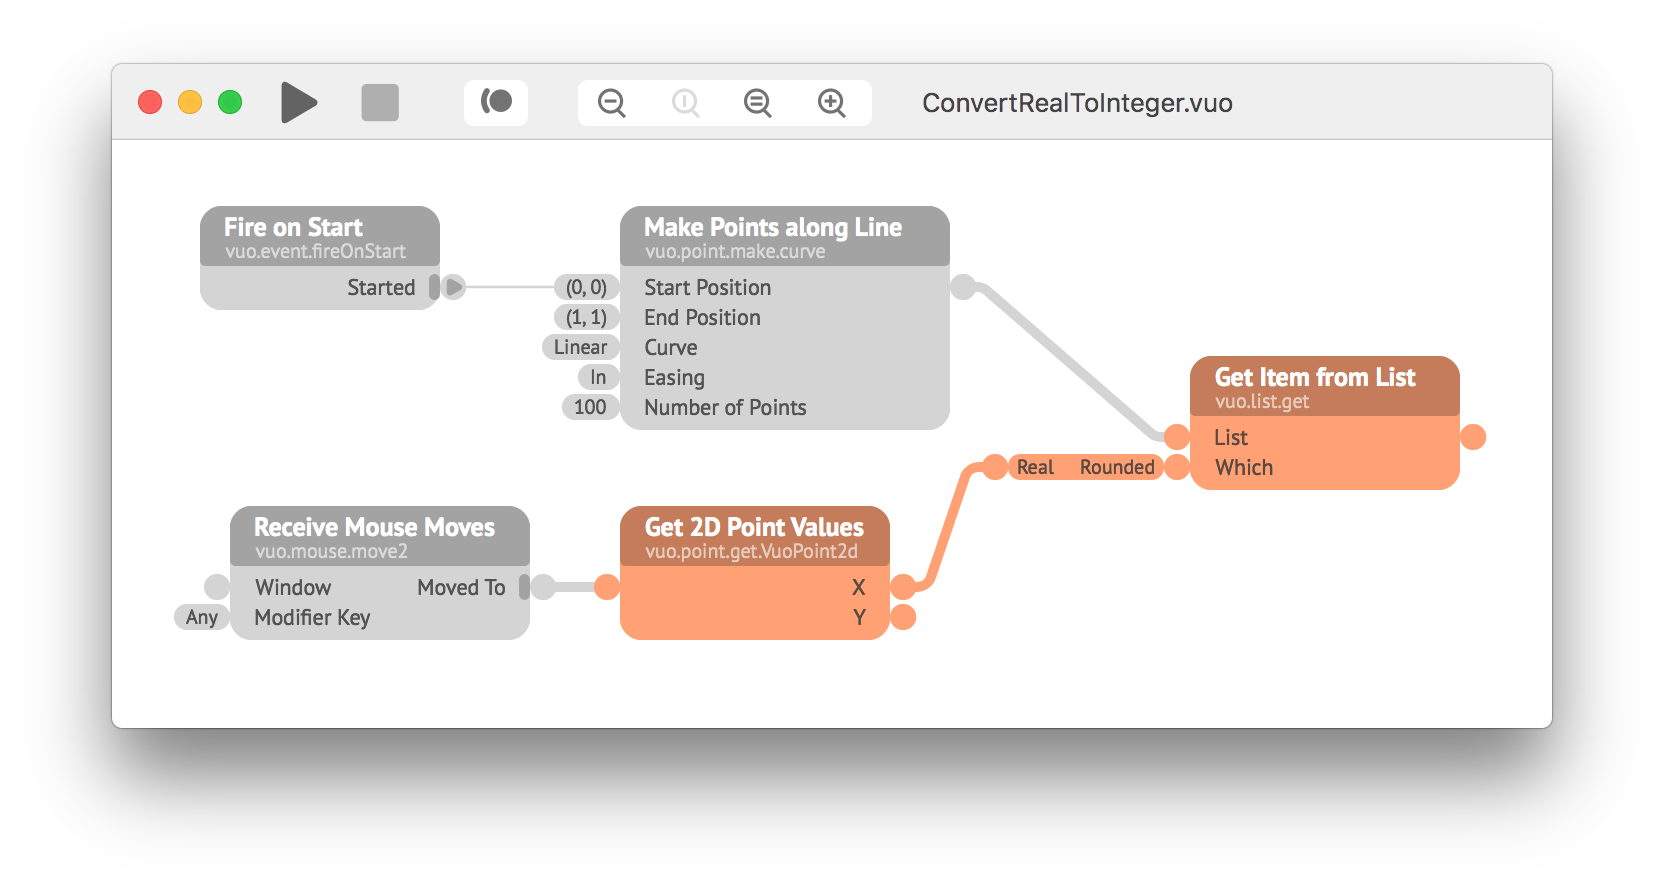 ConvertRealToInteger.vuo
Fire on Start
vuo.event.fireOnStart
Started
Make Points along Line
vuo.point.make.curve
(0, 0) Start Position
(1, 1) End Position
Linear Curve
In Easing
100 Number of Points
Get Item from List
vuo.list.get
List
Real Rounded Which
Receive Mouse Moves
vuo.mouse.move2
Window Moved To
Any Modifier Key
Get 2D Point Values
vuo.point.get.VuoPoint2d
X
Y